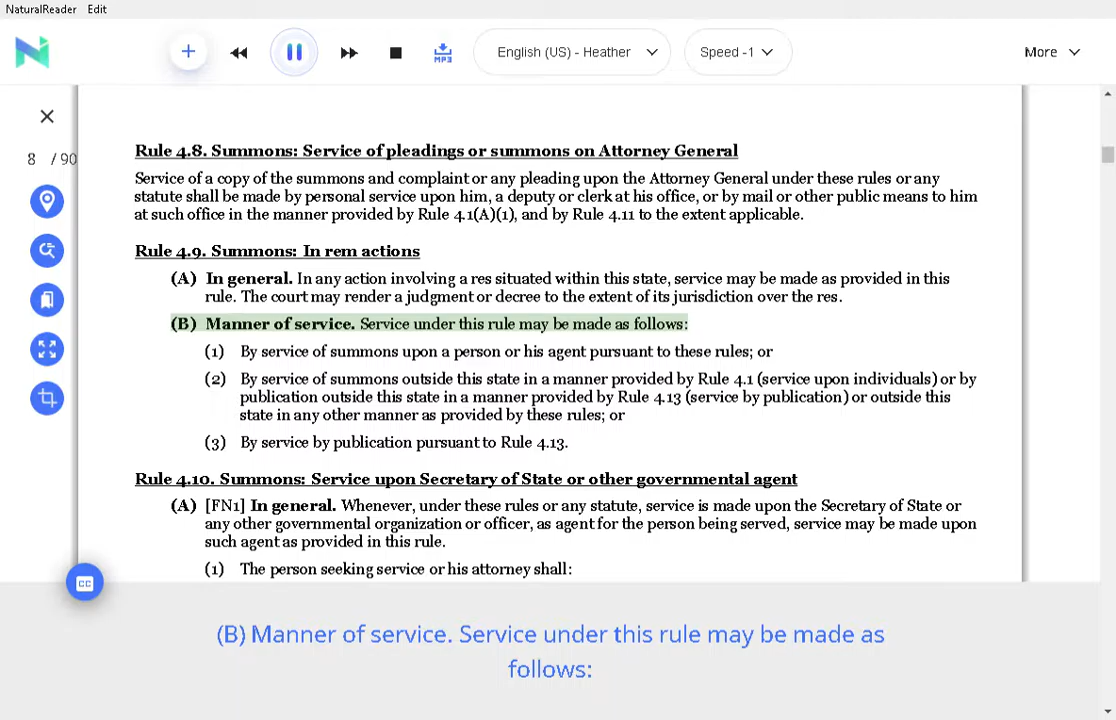 NaturalReader Edit
English (US) - Heather
Speed -1
More
MP3
8 / 90
Rule 4.8. Summons: Service of pleadings or summons on Attorney General
Service of a copy of the summons and complaint or any pleading upon the Attorney General under these rules or any
statute shall be made by personal service upon him, a deputy or clerk at his office, or by mail or other public means to him
at such office in the manner provided by Rule 4.1(A)(1), and by Rule 4.11 to the extent applicable.
Rule 4.9. Summons: In rem actions
(A) In general. In any action involving a res situated within this state, service may be made as provided in this
rule. The court may render a judgment or decree to the extent of its jurisdiction over the res.
(B) Manner of service. Service under this rule may be made as follows:
(1) By service of summons upon a person or his agent pursuant to these rules; or
(2) By service of summons outside this state in a manner provided by Rule 4.1 (service upon individuals) or by
publication outside this state in a manner provided by Rule 4.13 (service by publication) or outside this
state in any other manner as provided by these rules; or
(3) By service by publication pursuant to Rule 4.13.
Rule 4.10. Summons: Service upon Secretary of State or other governmental agent
(A) [FN1] In general. Whenever, under these rules or any statute, service is made upon the Secretary of State or
any other governmental organization or officer, as agent for the person being served, service may be made upon
such agent as provided in this rule.
(1) The person seeking service or his attorney shall:
CC
(B) Manner of service. Service under this rule may be made as
follows: